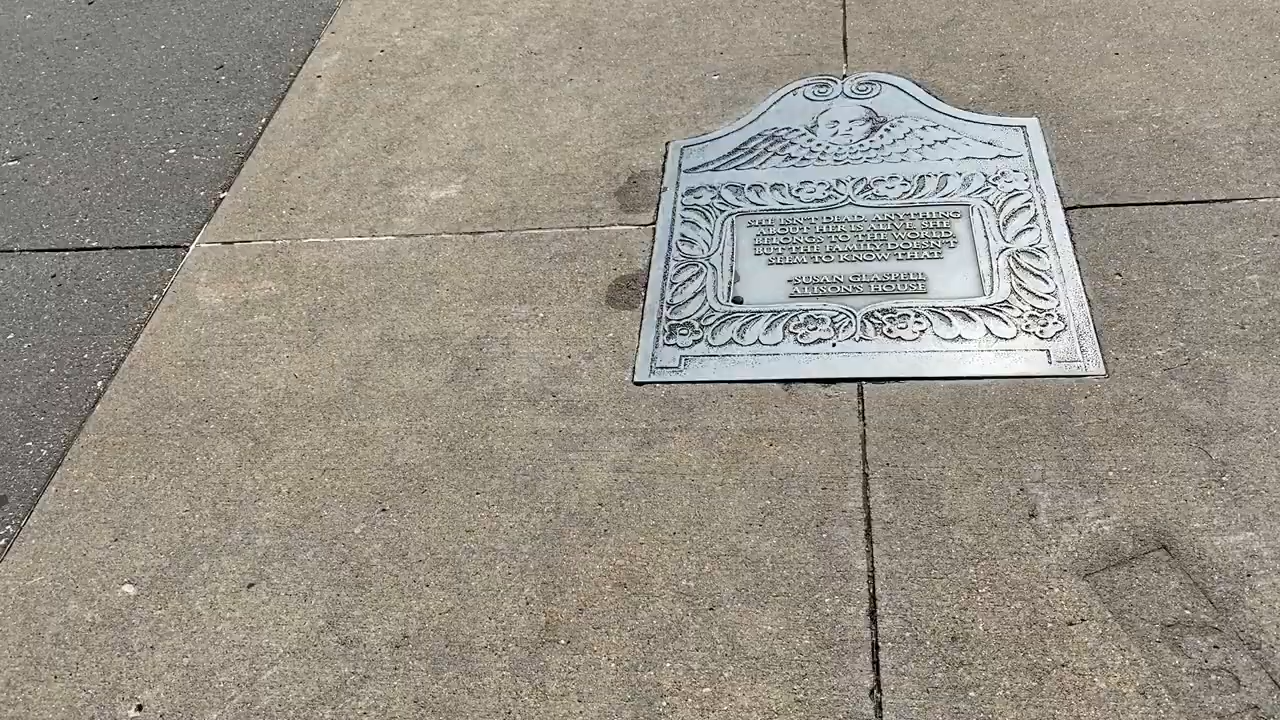 SHE ISN'T DEAD. ANYTHING
ABOUT HER IS ALIVE. SHE
BELONGS TO THE WORLD.
BUT THE FAMILY DOESN'T
SEEM TO KNOW THAT.
-SUSAN GLASPELL
ALISON'S HOUSE